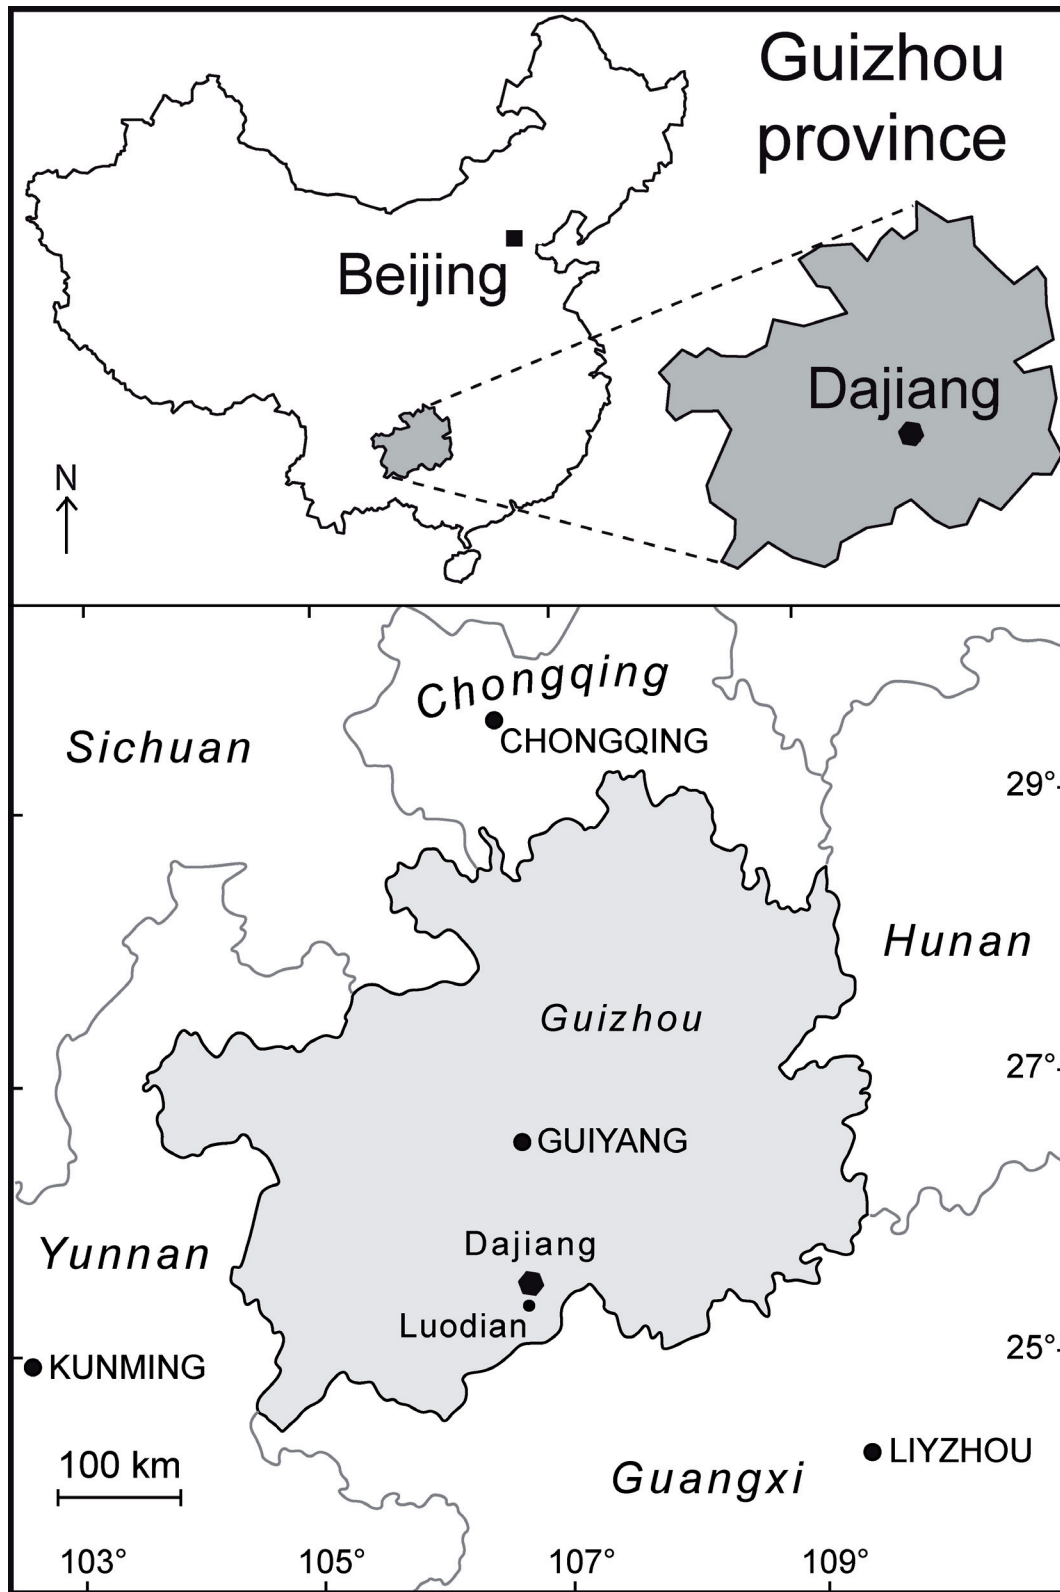 Guizhou
province
Beijing
Dajiang
N
Chongqing
CHONGQING
Sichuan
29°
Hunan
Guizhou
27°
GUIYANG
Dajiang
Yunnan
Luodian
25°
KUNMING
LIYZHOU
100 km
Guangxi
103° 105° 107° 109°